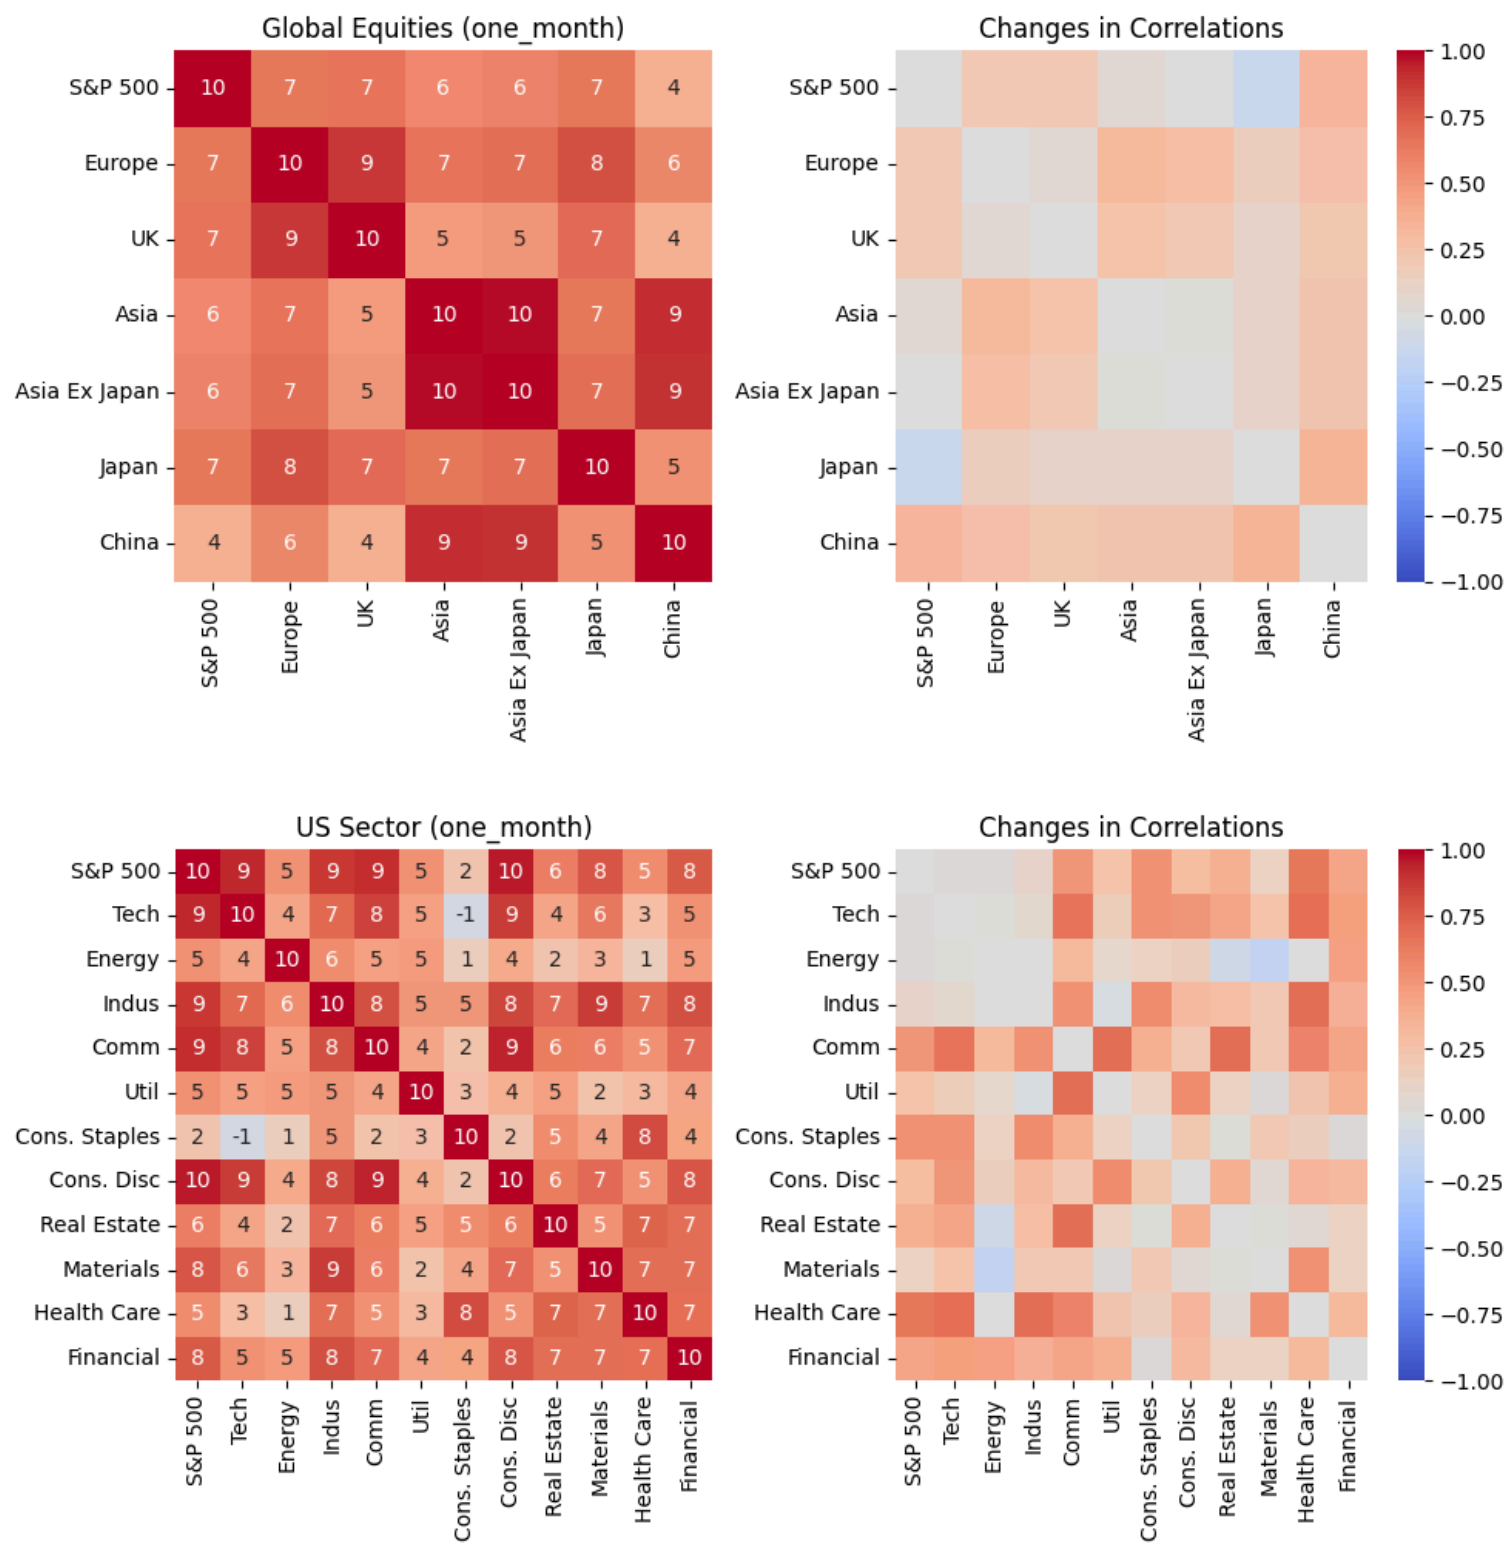 Global Equities (one_month)
Changes in Correlations
S&P 500 10 7 7 6 6 7 4
Europe 7 10 9 7 7 8 6
UK 7 9 10 5 5 7 4
Asia 6 7 5 10 10 7 9
Asia Ex Japan 6 7 5 10 10 7 9
Japan 7 8 7 7 7 10 5
China 4 6 4 9 9 5 10
S&P 500 Europe UK Asia Asia Ex Japan Japan China
S&P 500
Europe
UK
Asia
Asia Ex Japan
Japan
China
S&P 500 Europe UK Asia Asia Ex Japan Japan China
1.00
0.75
0.50
0.25
0.00
−0.25
−0.50
−0.75
−1.00
US Sector (one_month)
Changes in Correlations
S&P 500 10 9 5 9 9 5 2 10 6 8 5 8
Tech 9 10 4 7 8 5 -1 9 4 6 3 5
Energy 5 4 10 6 5 5 1 4 2 3 1 5
Indus 9 7 6 10 8 5 5 8 7 9 7 8
Comm 9 8 5 8 10 4 2 9 6 6 5 7
Util 5 5 5 5 4 10 3 4 5 2 3 4
Cons. Staples 2 -1 1 5 2 3 10 2 5 4 8 4
Cons. Disc 10 9 4 8 9 4 2 10 6 7 5 8
Real Estate 6 4 2 7 6 5 5 6 10 5 7 7
Materials 8 6 3 9 6 2 4 7 5 10 7 7
Health Care 5 3 1 7 5 3 8 5 7 7 10 7
Financial 8 5 5 8 7 4 4 8 7 7 7 10
S&P 500 Tech Energy Indus Comm Util Cons. Staples Cons. Disc Real Estate Materials Health Care Financial
S&P 500
Tech
Energy
Indus
Comm
Util
Cons. Staples
Cons. Disc
Real Estate
Materials
Health Care
Financial
S&P 500 Tech Energy Indus Comm Util Cons. Staples Cons. Disc Real Estate Materials Health Care Financial
1.00
0.75
0.50
0.25
0.00
−0.25
−0.50
−0.75
−1.00